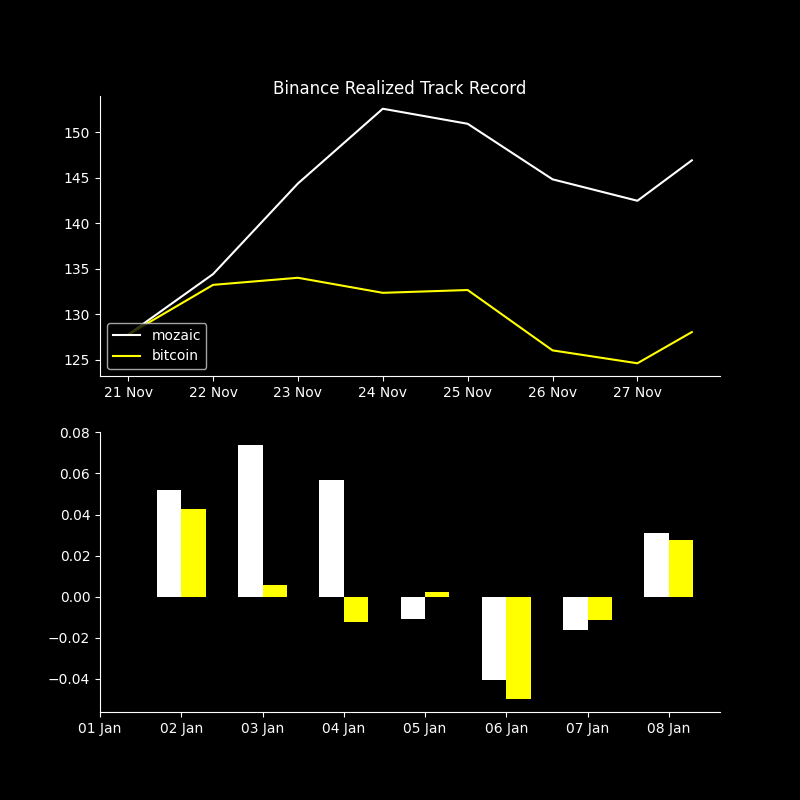 Binance Realized Track Record
150
145
140
135
130
125
mozaic
bitcoin
21 Nov 22 Nov 23 Nov 24 Nov 25 Nov 26 Nov 27 Nov
0.08
0.06
0.04
0.02
0.00
−0.02
−0.04
01 Jan 02 Jan 03 Jan 04 Jan 05 Jan 06 Jan 07 Jan 08 Jan